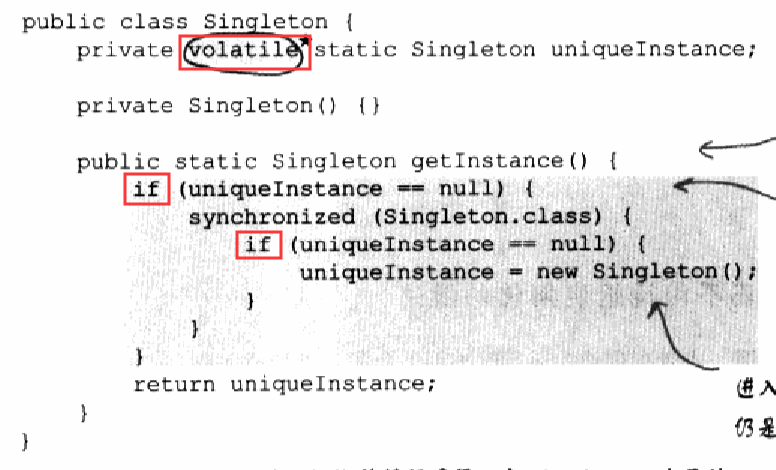 public class Singleton {
private volatile static Singleton uniqueInstance;
private Singleton() {}
public static Singleton getInstance() {
if (uniqueInstance == null) {
synchronized (Singleton.class) {
if (uniqueInstance == null) {
uniqueInstance = new Singleton();
}
}
}
return uniqueInstance;
}
}
(进入
仍是